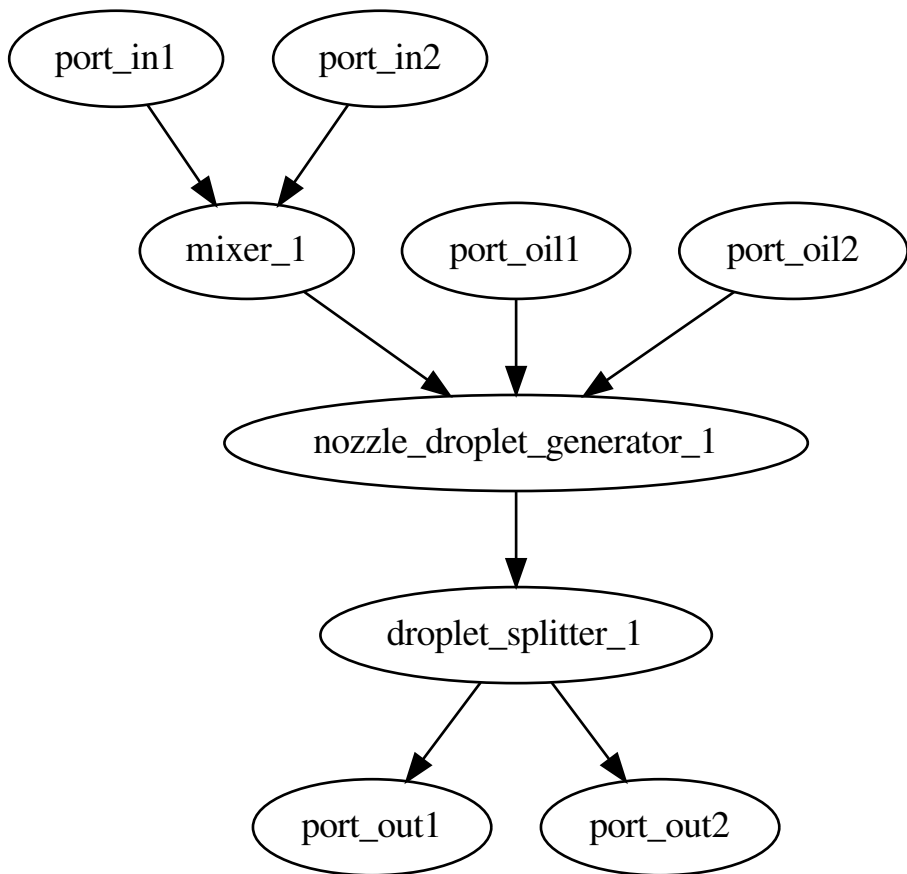 port_in1
port_in2
mixer_1
port_oil1
port_oil2
nozzle_droplet_generator_1
droplet_splitter_1
port_out1
port_out2